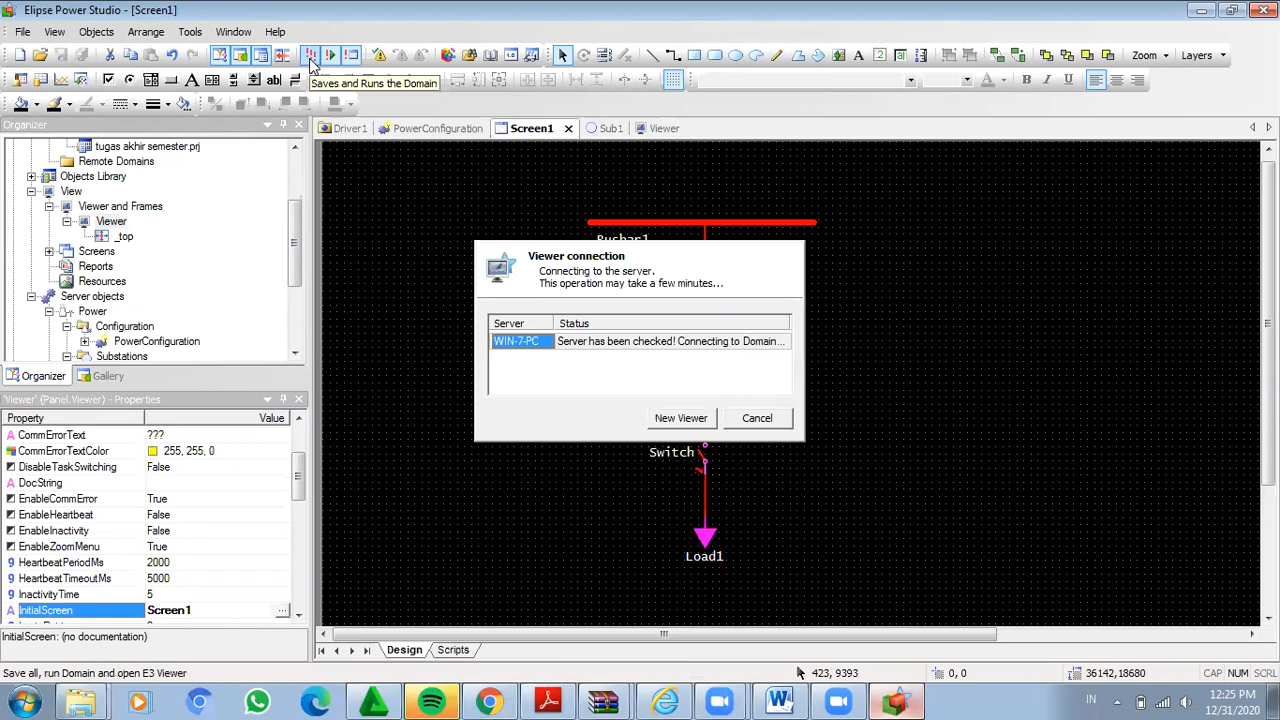 Elipse Power Studio - [Screen1]
File View Objects Arrange Tools Window Help
Zoom Layers
Saves and Runs the Domain
B I U
Organizer
Driver1 PowerConfiguration Screen1 Sub1 Viewer
tugas akhir semester.prj
Remote Domains
Objects Library
View
Viewer and Frames
Viewer
_top
Screens
Reports
Resources
Server objects
Power
Configuration
PowerConfiguration
Substations
Organizer Gallery
'Viewer' (Panel.Viewer) - Properties
Property Value
CommErrorText ???
CommErrorTextColor 255, 255, 0
DisableTaskSwitching False
DocString
EnableCommError True
EnableHeartbeat False
EnableInactivity False
EnableZoomMenu True
HeartbeatPeriodMs 2000
HeartbeatTimeoutMs 5000
InactivityTime 5
InitialScreen Screen1 ...
InitialScreen: (no documentation)
Busbar1
Viewer connection
Connecting to the server.
This operation may take a few minutes...
Server Status
WIN-7-PC Server has been checked! Connecting to Domain...
New Viewer Cancel
Switch
Load1
Design Scripts
Save all, run Domain and open E3 Viewer 423, 9393 0, 0 36142,18680 CAP NUM SCRL
IN 12:25 PM
12/31/2020